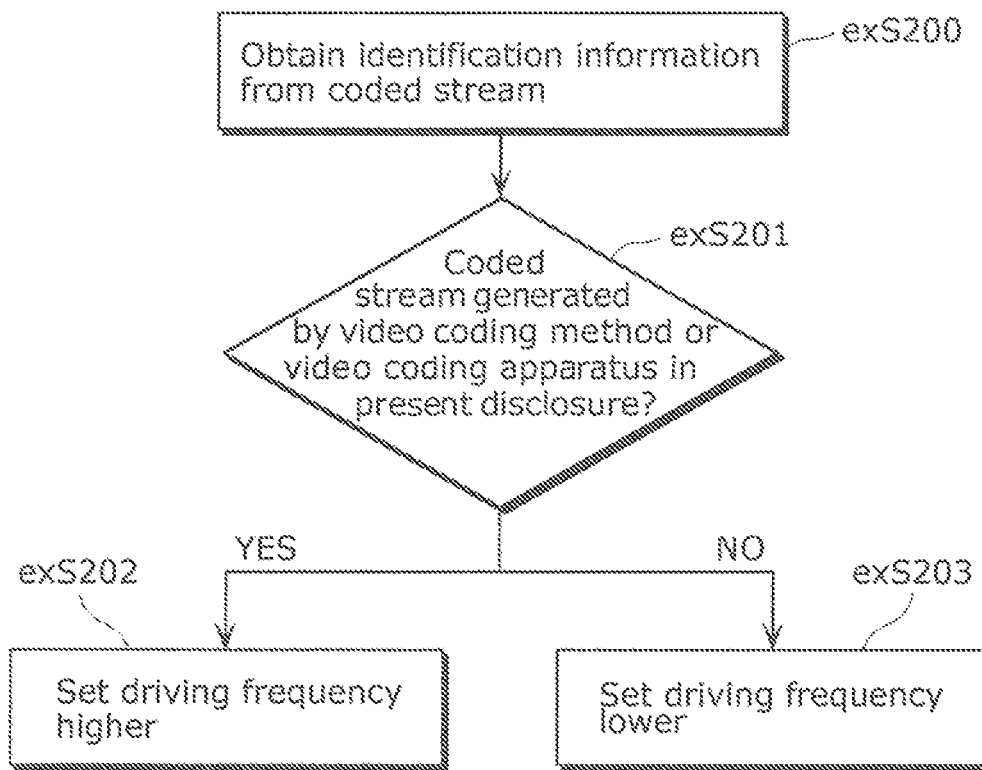 exS200
Obtain identification information
from coded stream
exS201
Coded
stream generated
by video coding method or
video coding apparatus in
present disclosure?
YES
NO
exS202
exS203
Set driving frequency
higher
Set driving frequency
lower